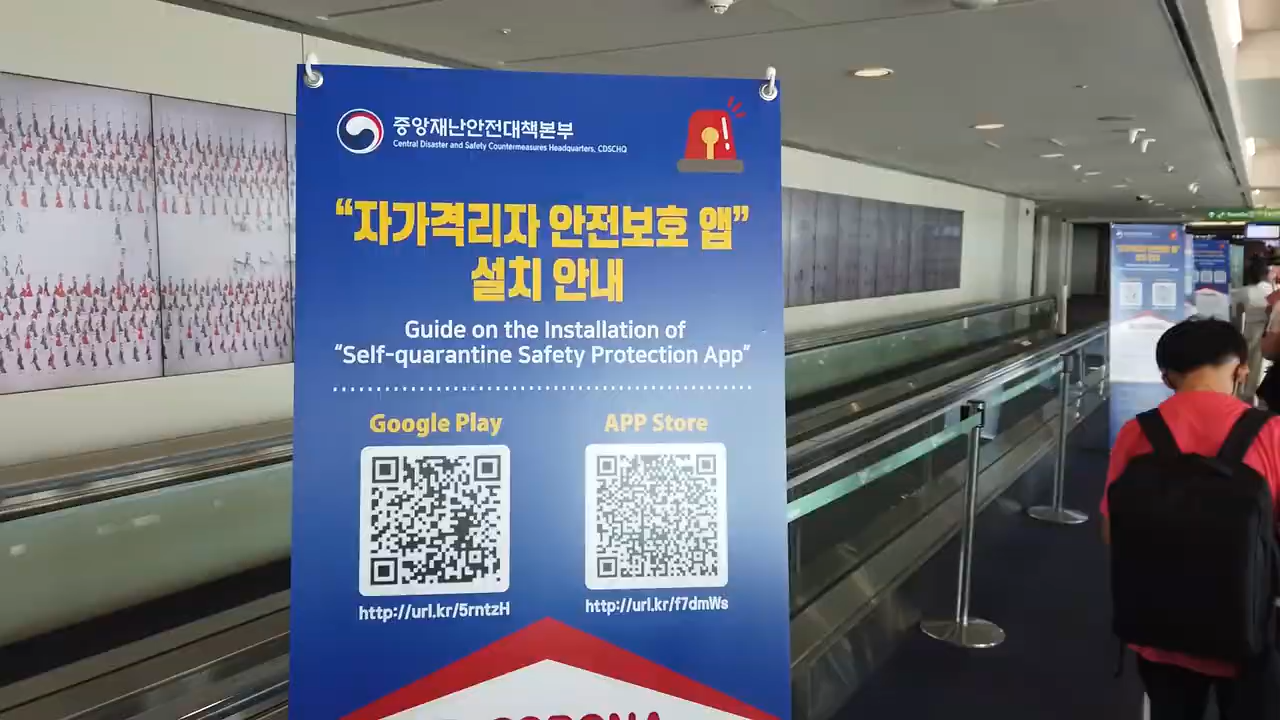 중앙재난안전대책본부
Central Disaster and Safety Countermeasures Headquarters, CDSCHQ
“자가격리자 안전보호 앱”
설치 안내
Guide on the Installation of
“Self-quarantine Safety Protection App”
Google Play
APP Store
http://url.kr/5rntzH
http://url.kr/f7dmWs
CORONA